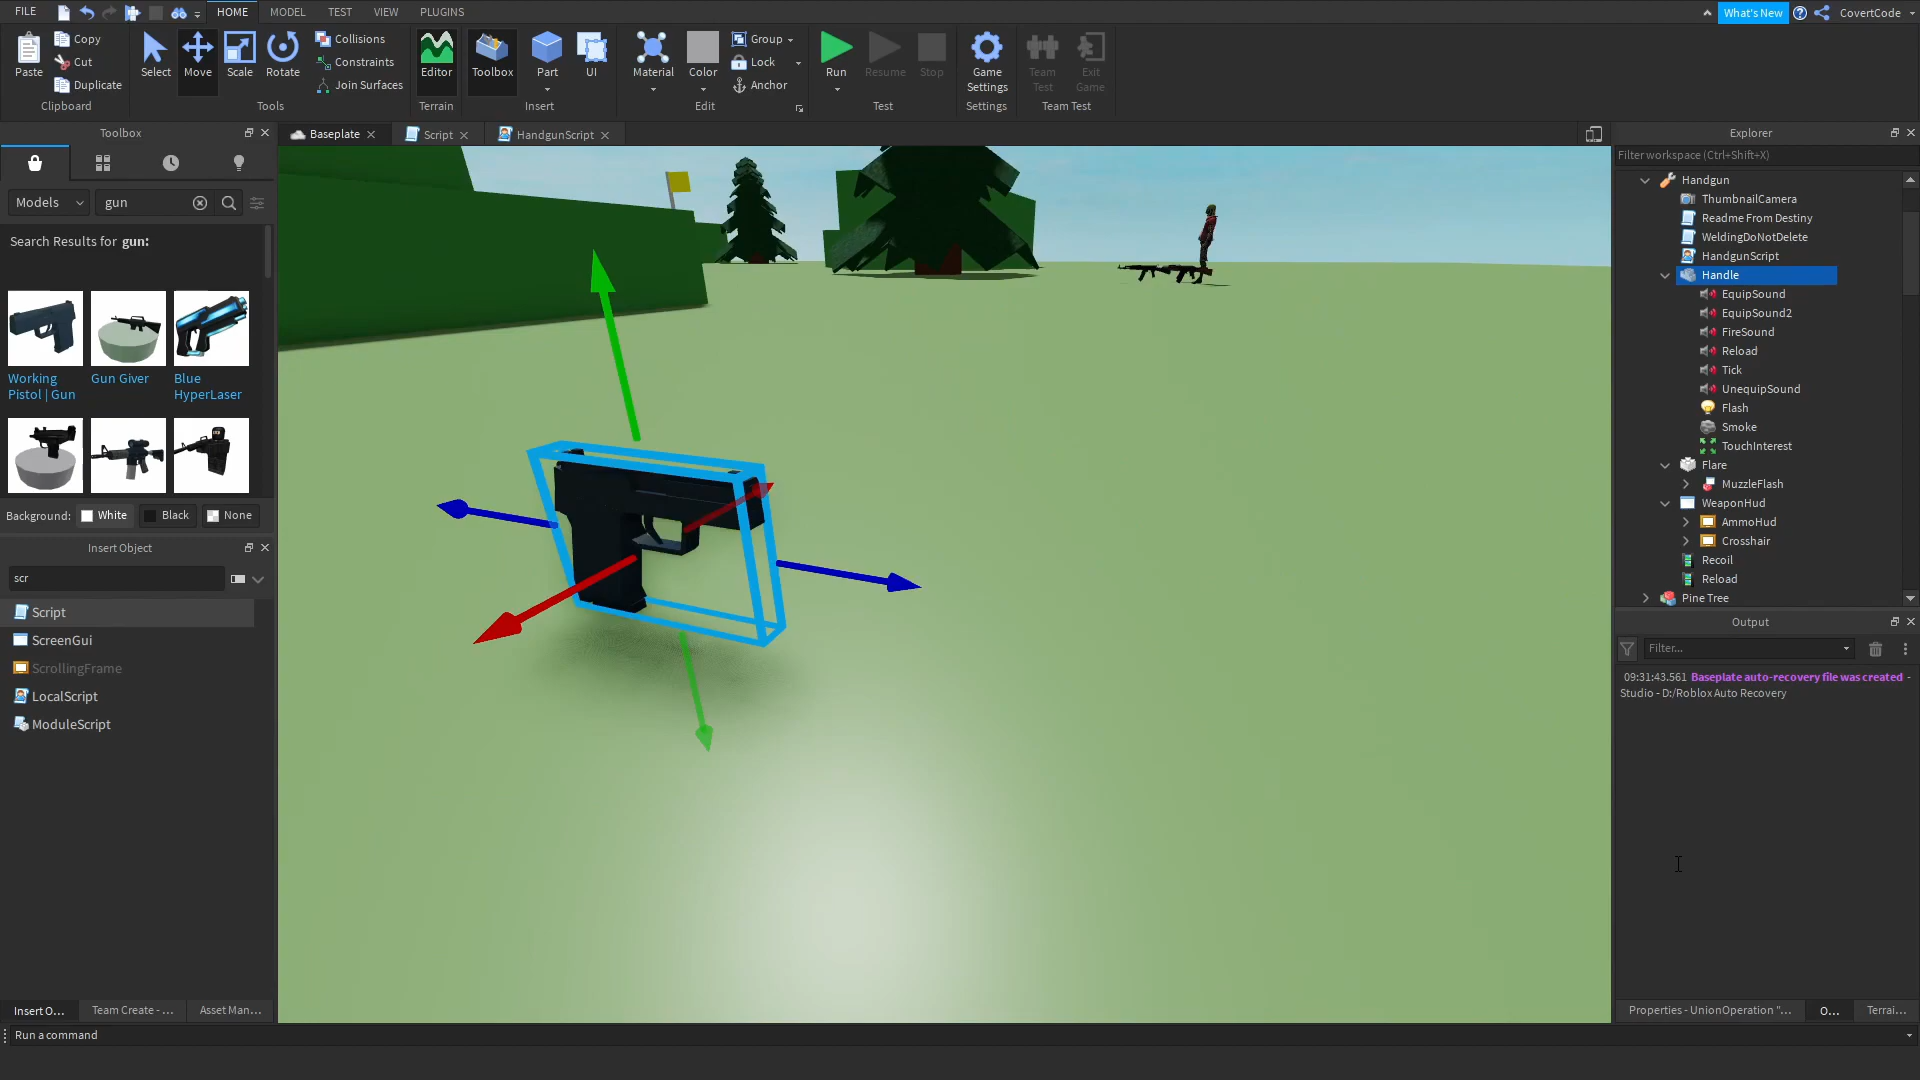 FILE
HOME
MODEL
TEST
VIEW
PLUGINS
What's New
CovertCode
Paste
Copy
Cut
Duplicate
Clipboard
Select
Move
Scale
Rotate
Collisions
Constraints
Join Surfaces
Tools
Editor
Terrain
Toolbox
Part
UI
Insert
Material
Color
Group
Lock
Anchor
Edit
Run
Resume
Stop
Test
Game
Settings
Settings
Team
Test
Exit
Game
Team Test
Toolbox
Models
gun
Search Results for gun:
Working
Pistol | Gun
Gun Giver
Blue
HyperLaser
Background:
White
Black
None
Insert Object
scr
Script
ScreenGui
ScrollingFrame
LocalScript
ModuleScript
Insert O...
Team Create - ...
Asset Man...
Run a command
Baseplate
Script
HandgunScript
Explorer
Filter workspace (Ctrl+Shift+X)
Handgun
ThumbnailCamera
Readme From Destiny
WeldingDoNotDelete
HandgunScript
Handle
EquipSound
EquipSound2
FireSound
Reload
Tick
UnequipSound
Flash
Smoke
TouchInterest
Flare
MuzzleFlash
WeaponHud
AmmoHud
Crosshair
Recoil
Reload
Pine Tree
Output
Filter...
09:31:43.561 Baseplate auto-recovery file was created -
Studio - D:/Roblox Auto Recovery
Properties - UnionOperation "...
O...
Terrai...